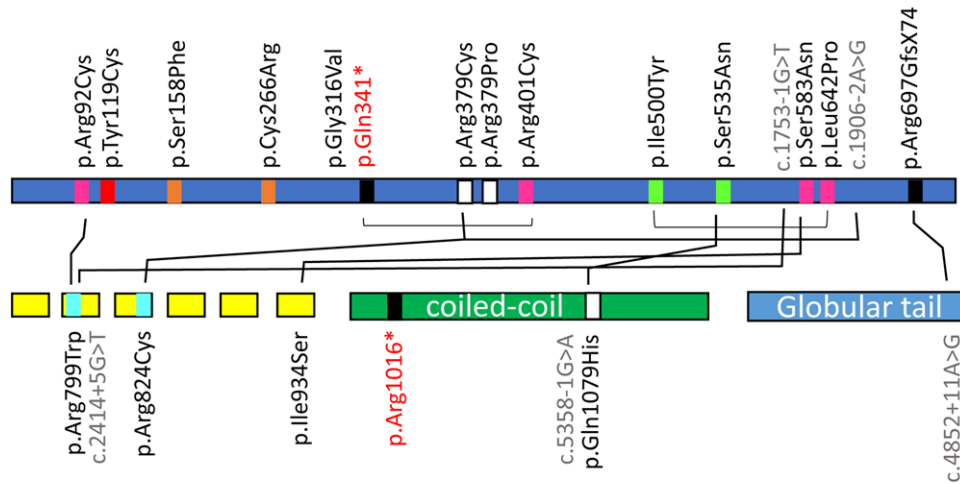 p.Arg92Cys
p.Tyr119Cys
p.Ser158Phe
p.Cys266Arg
p.Gly316Val
p.Gln341*
p.Arg379Cys
p.Arg379Pro
p.Arg401Cys
p.Ile500Tyr
p.Ser535Asn
c.1753-1G>T
p.Ser583Asn
p.Leu642Pro
c.1906-2A>G
p.Arg697GfsX74
coiled-coil
Globular tail
p.Arg799Trp
c.2414+5G>T
p.Arg824Cys
p.Ile934Ser
p.Arg1016*
c.5358-1G>A
p.Gln1079His
c.4852+11A>G